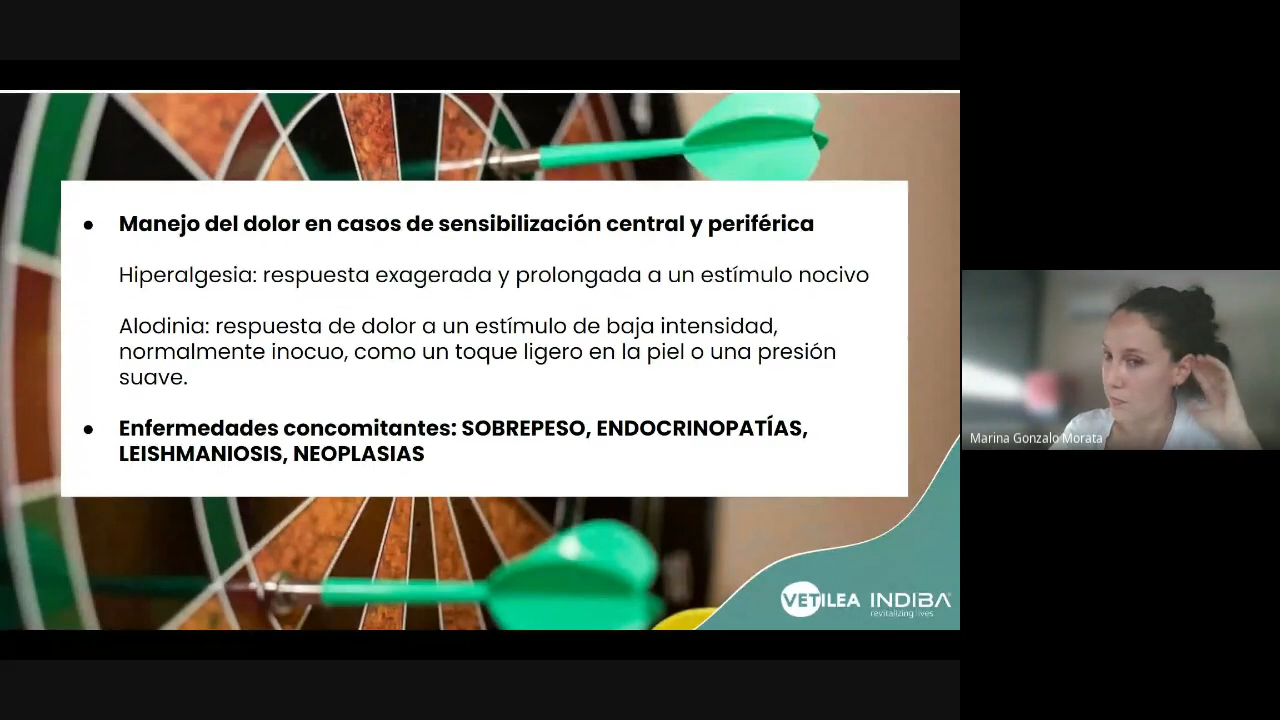 ● Manejo del dolor en casos de sensibilización central y periférica
Hiperalgesia: respuesta exagerada y prolongada a un estímulo nocivo
Alodinia: respuesta de dolor a un estímulo de baja intensidad,
normalmente inocuo, como un toque ligero en la piel o una presión
suave.
● Enfermedades concomitantes: SOBREPESO, ENDOCRINOPATÍAS,
LEISHMANIOSIS, NEOPLASIAS
VETILEA INDIBA®
revitalizing lives
Marina Gonzalo Morata